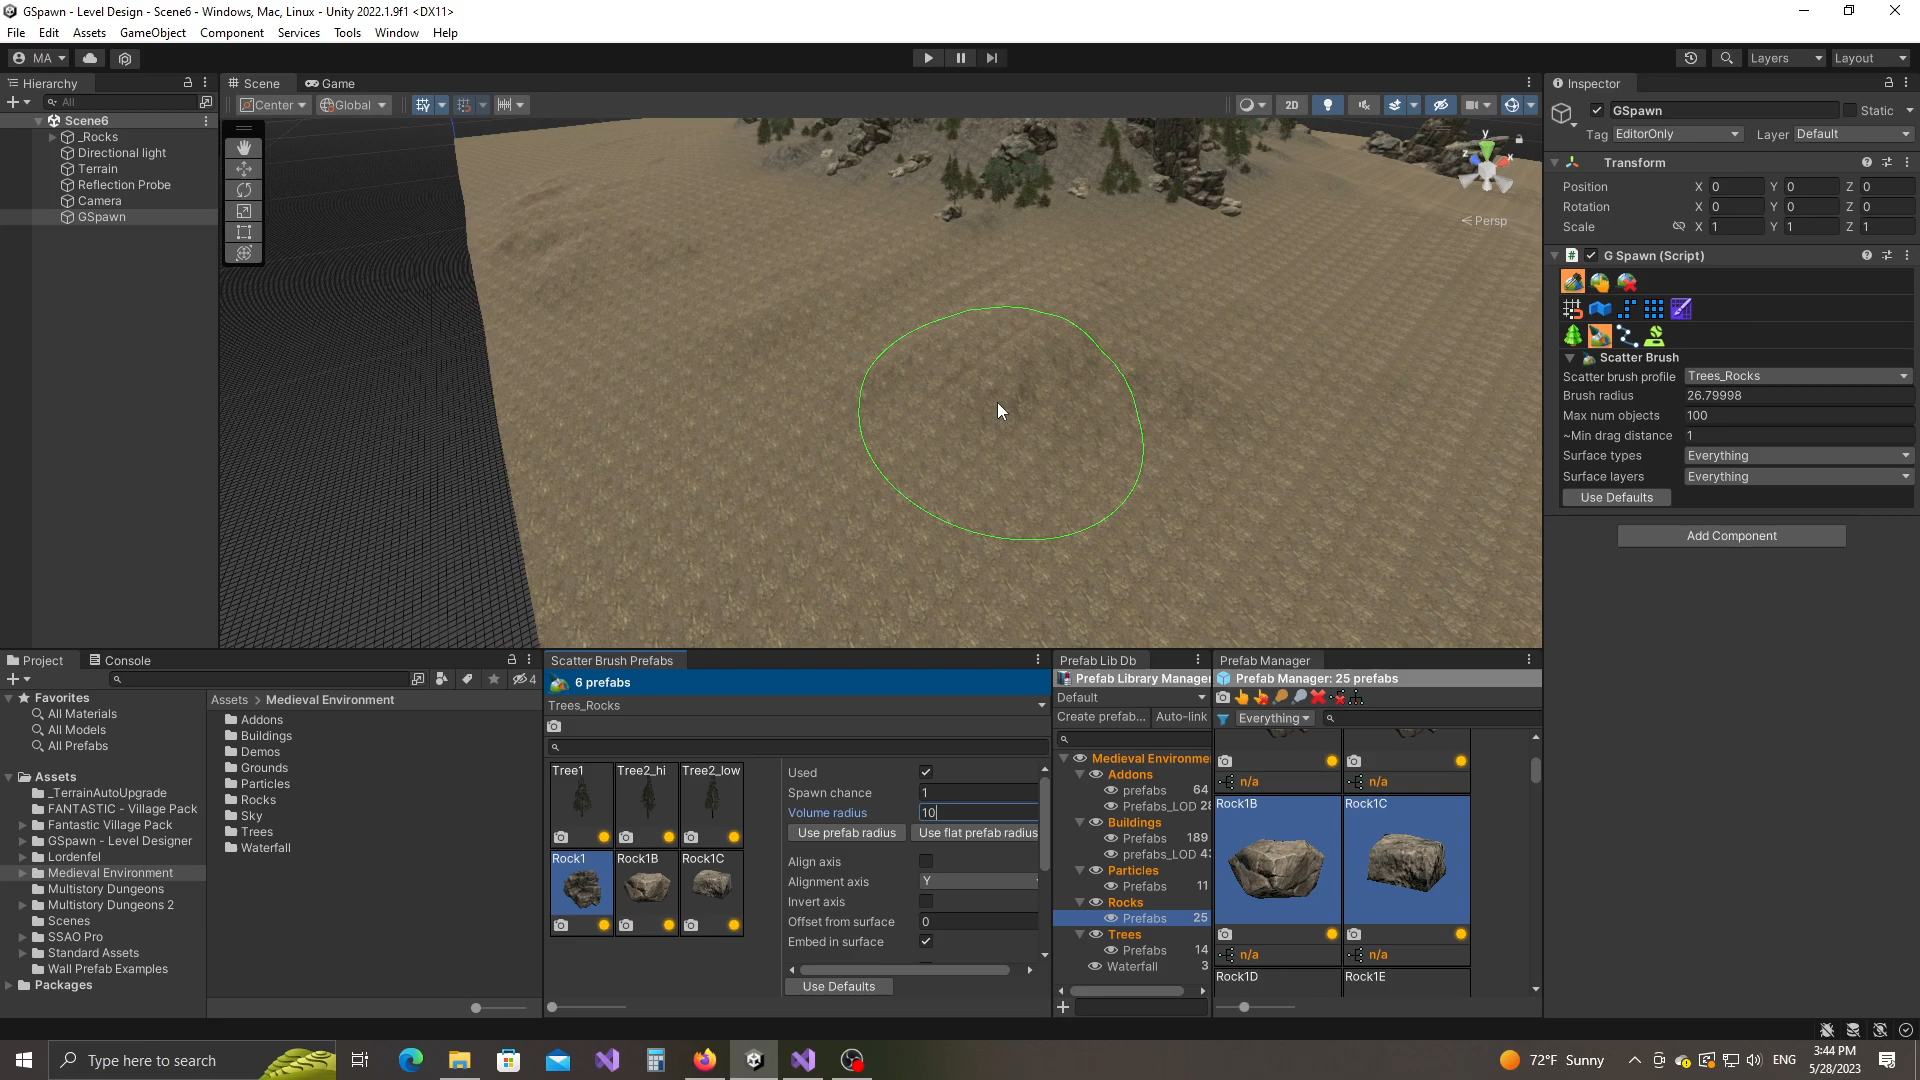 GSpawn - Level Design - Scene6 - Windows, Mac, Linux - Unity 2022.1.9f1 <DX11>
File Edit Assets GameObject Component Services Tools Window Help
MA
Layers
Layout
Hierarchy
All
Scene6
_Rocks
Directional light
Terrain
Reflection Probe
Camera
GSpawn
Scene
Game
Center
Global
2D
y
z
x
Persp
Inspector
GSpawn
Static
Tag EditorOnly
Layer Default
Transform
Position X 0 Y 0 Z 0
Rotation X 0 Y 0 Z 0
Scale X 1 Y 1 Z 1
G Spawn (Script)
Scatter Brush
Scatter brush profile Trees_Rocks
Brush radius 26.79998
Max num objects 100
~Min drag distance 1
Surface types Everything
Surface layers Everything
Use Defaults
Add Component
Project
Console
4
Favorites
All Materials
All Models
All Prefabs
Assets
_TerrainAutoUpgrade
FANTASTIC - Village Pack
Fantastic Village Pack
GSpawn - Level Designer
Lordenfel
Medieval Environment
Multistory Dungeons
Multistory Dungeons 2
Scenes
SSAO Pro
Standard Assets
Wall Prefab Examples
Packages
Assets > Medieval Environment
Addons
Buildings
Demos
Grounds
Particles
Rocks
Sky
Trees
Waterfall
Scatter Brush Prefabs
6 prefabs
Trees_Rocks
Tree1
Tree2_hi
Tree2_low
Rock1
Rock1B
Rock1C
Used
Spawn chance 1
Volume radius 10
Use prefab radius
Use flat prefab radius
Align axis
Alignment axis Y
Invert axis
Offset from surface 0
Embed in surface
Use Defaults
Prefab Lib Db
Prefab Library Manager
Default
Create prefab...
Auto-link
Medieval Environme
Addons
prefabs 64
Prefabs_LOD 28
Buildings
Prefabs 189
prefabs_LOD 43
Particles
Prefabs 11
Rocks
Prefabs 25
Trees
Prefabs 14
Waterfall 3
Prefab Manager
Prefab Manager: 25 prefabs
Everything
n/a
n/a
Rock1B
Rock1C
n/a
n/a
Rock1D
Rock1E
Type here to search
72°F Sunny
ENG
3:44 PM
5/28/2023